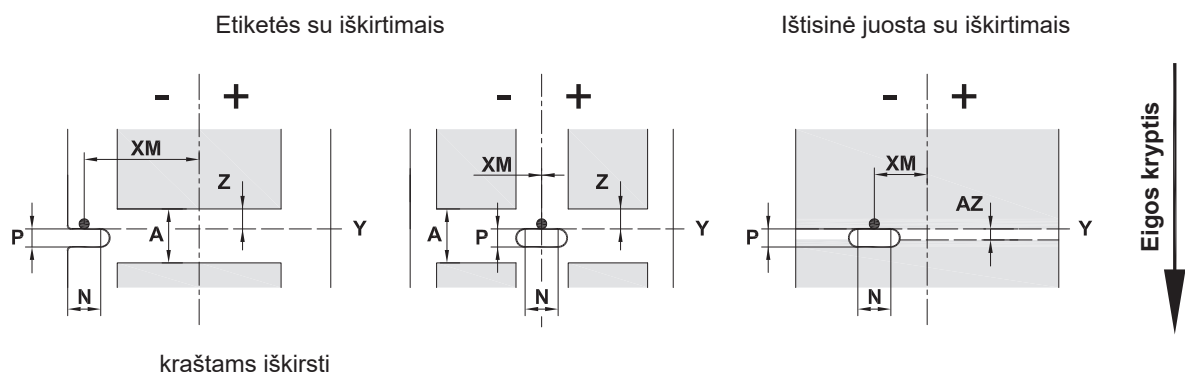 Etiketės su iškirtimais
Ištisinė juosta su iškirtimais
- +
- +
- +
XM
XM
XM
Z
Z
AZ
P
A
Y
A
P
Y
P
Y
N
N
N
Eigos kryptis
kraštams iškirsti